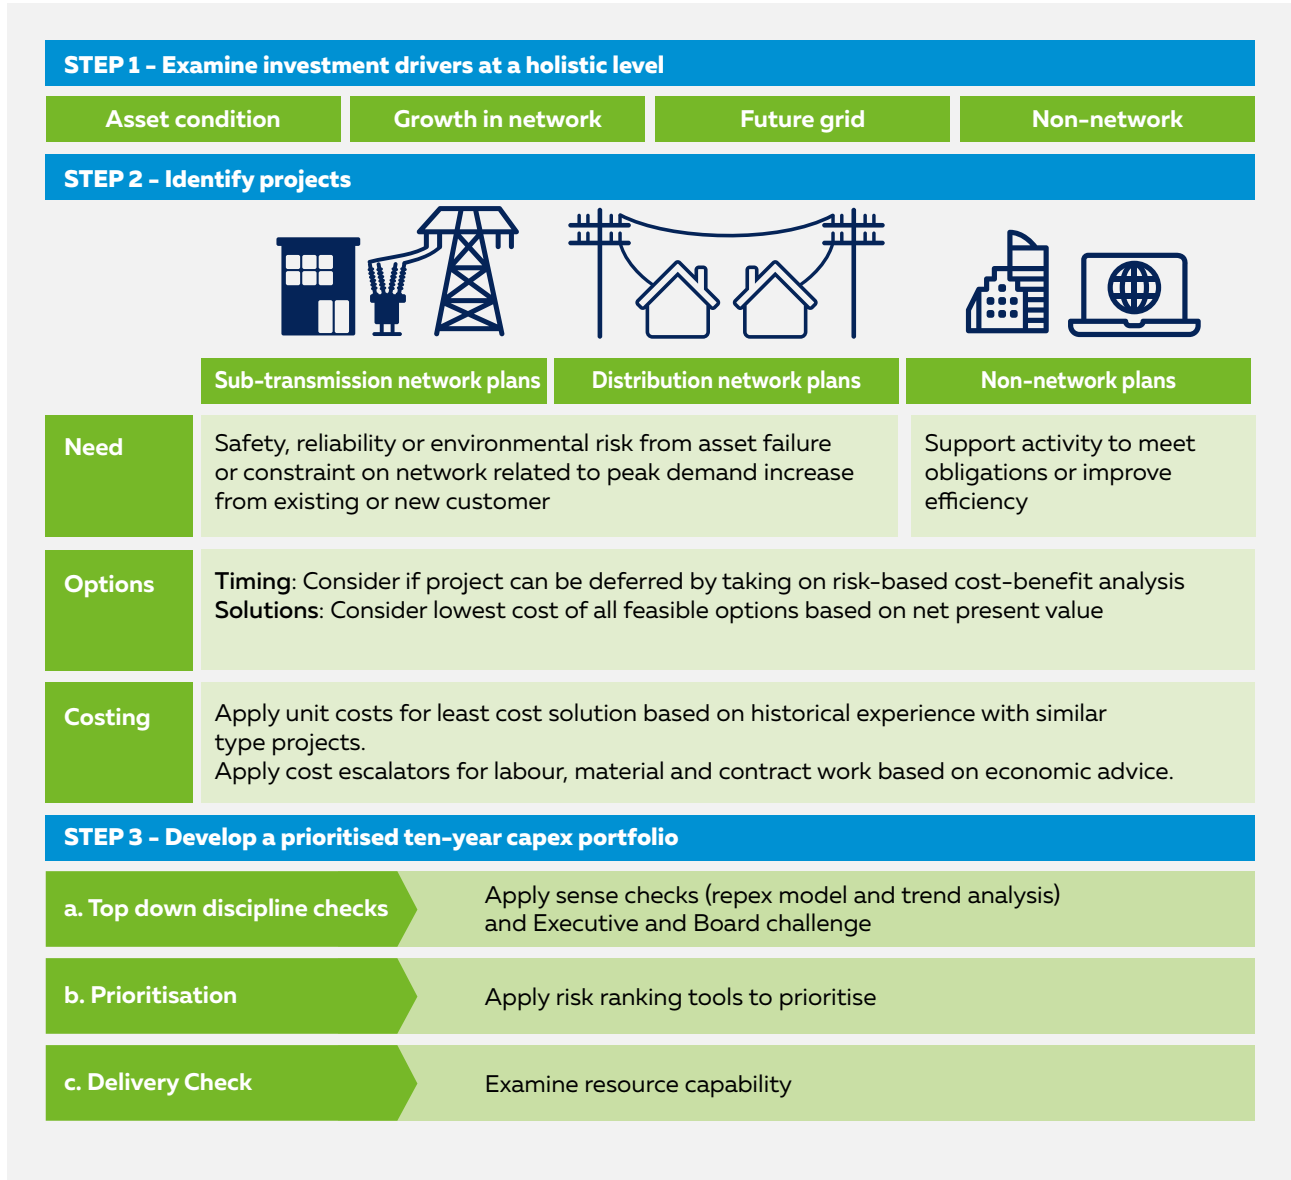 STEP 1 - Examine investment drivers at a holistic level
Asset condition
Growth in network
Future grid
Non-network
STEP 2 - Identify projects
Sub-transmission network plans
Distribution network plans
Non-network plans
Need
Safety, reliability or environmental risk from asset failure
or constraint on network related to peak demand increase
from existing or new customer
Support activity to meet
obligations or improve
efficiency
Options
Timing: Consider if project can be deferred by taking on risk-based cost-benefit analysis
Solutions: Consider lowest cost of all feasible options based on net present value
Costing
Apply unit costs for least cost solution based on historical experience with similar
type projects.
Apply cost escalators for labour, material and contract work based on economic advice.
STEP 3 - Develop a prioritised ten-year capex portfolio
a. Top down discipline checks
Apply sense checks (repex model and trend analysis)
and Executive and Board challenge
b. Prioritisation
Apply risk ranking tools to prioritise
c. Delivery Check
Examine resource capability